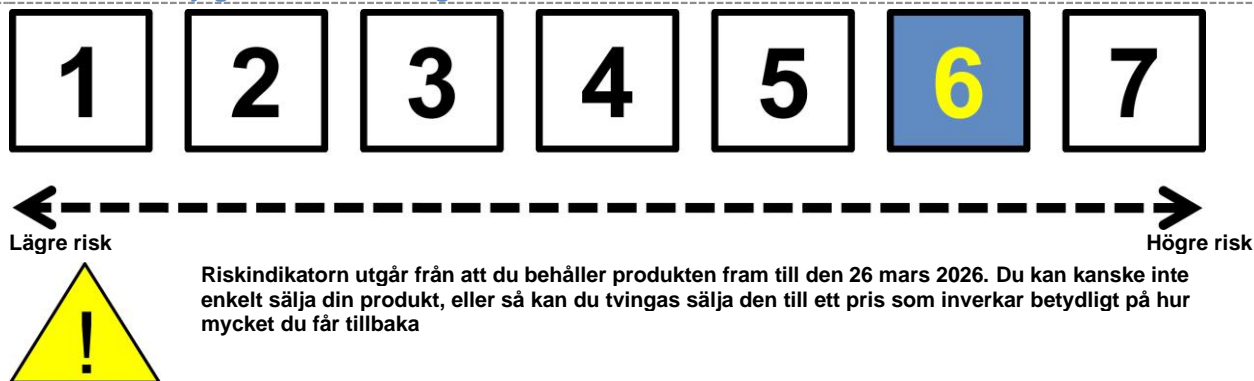 1 2 3 4 5 6 7
Lägre risk Högre risk
Riskindikatorn utgår från att du behåller produkten fram till den 26 mars 2026. Du kan kanske inte
enkelt sälja din produkt, eller så kan du tvingas sälja den till ett pris som inverkar betydligt på hur
mycket du får tillbaka
!